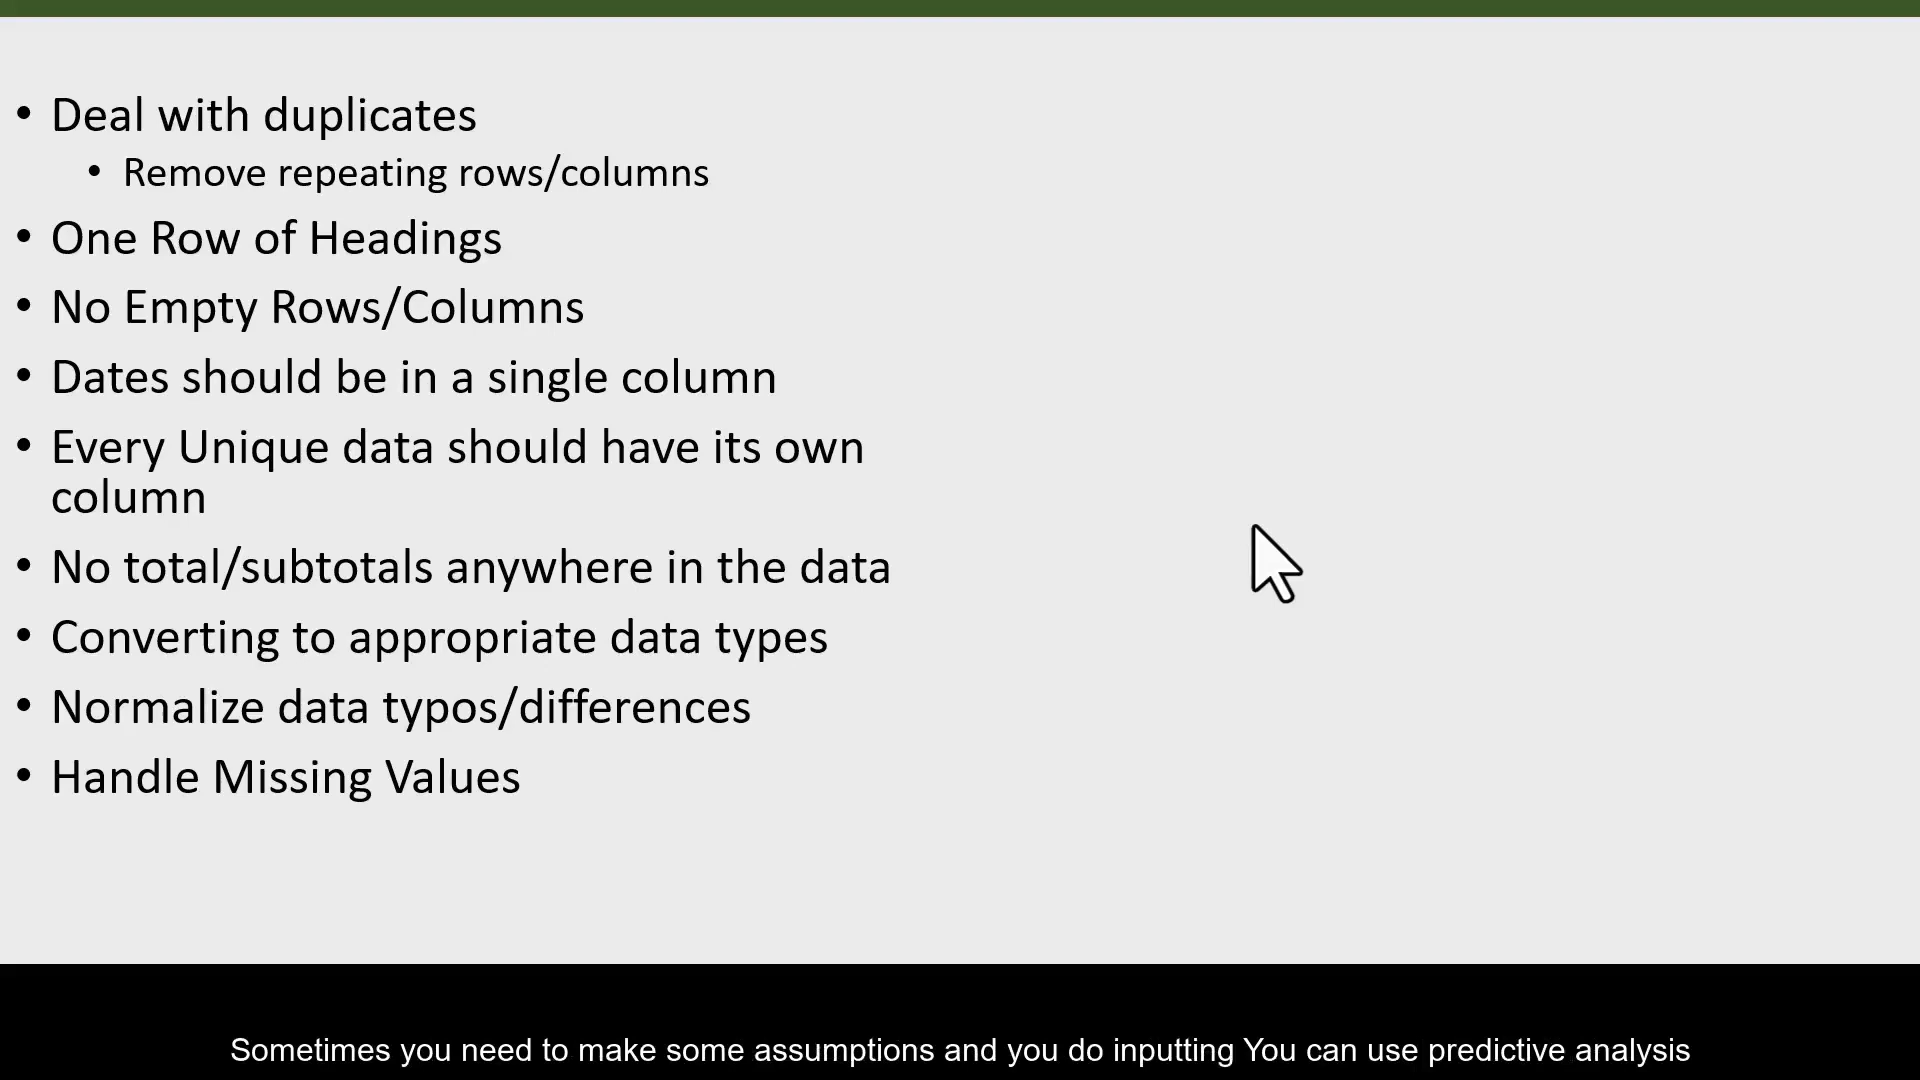 • Deal with duplicates
• Remove repeating rows/columns
• One Row of Headings
• No Empty Rows/Columns
• Dates should be in a single column
• Every Unique data should have its own
column
• No total/subtotals anywhere in the data
• Converting to appropriate data types
• Normalize data typos/differences
• Handle Missing Values
Sometimes you need to make some assumptions and you do inputting You can use predictive analysis